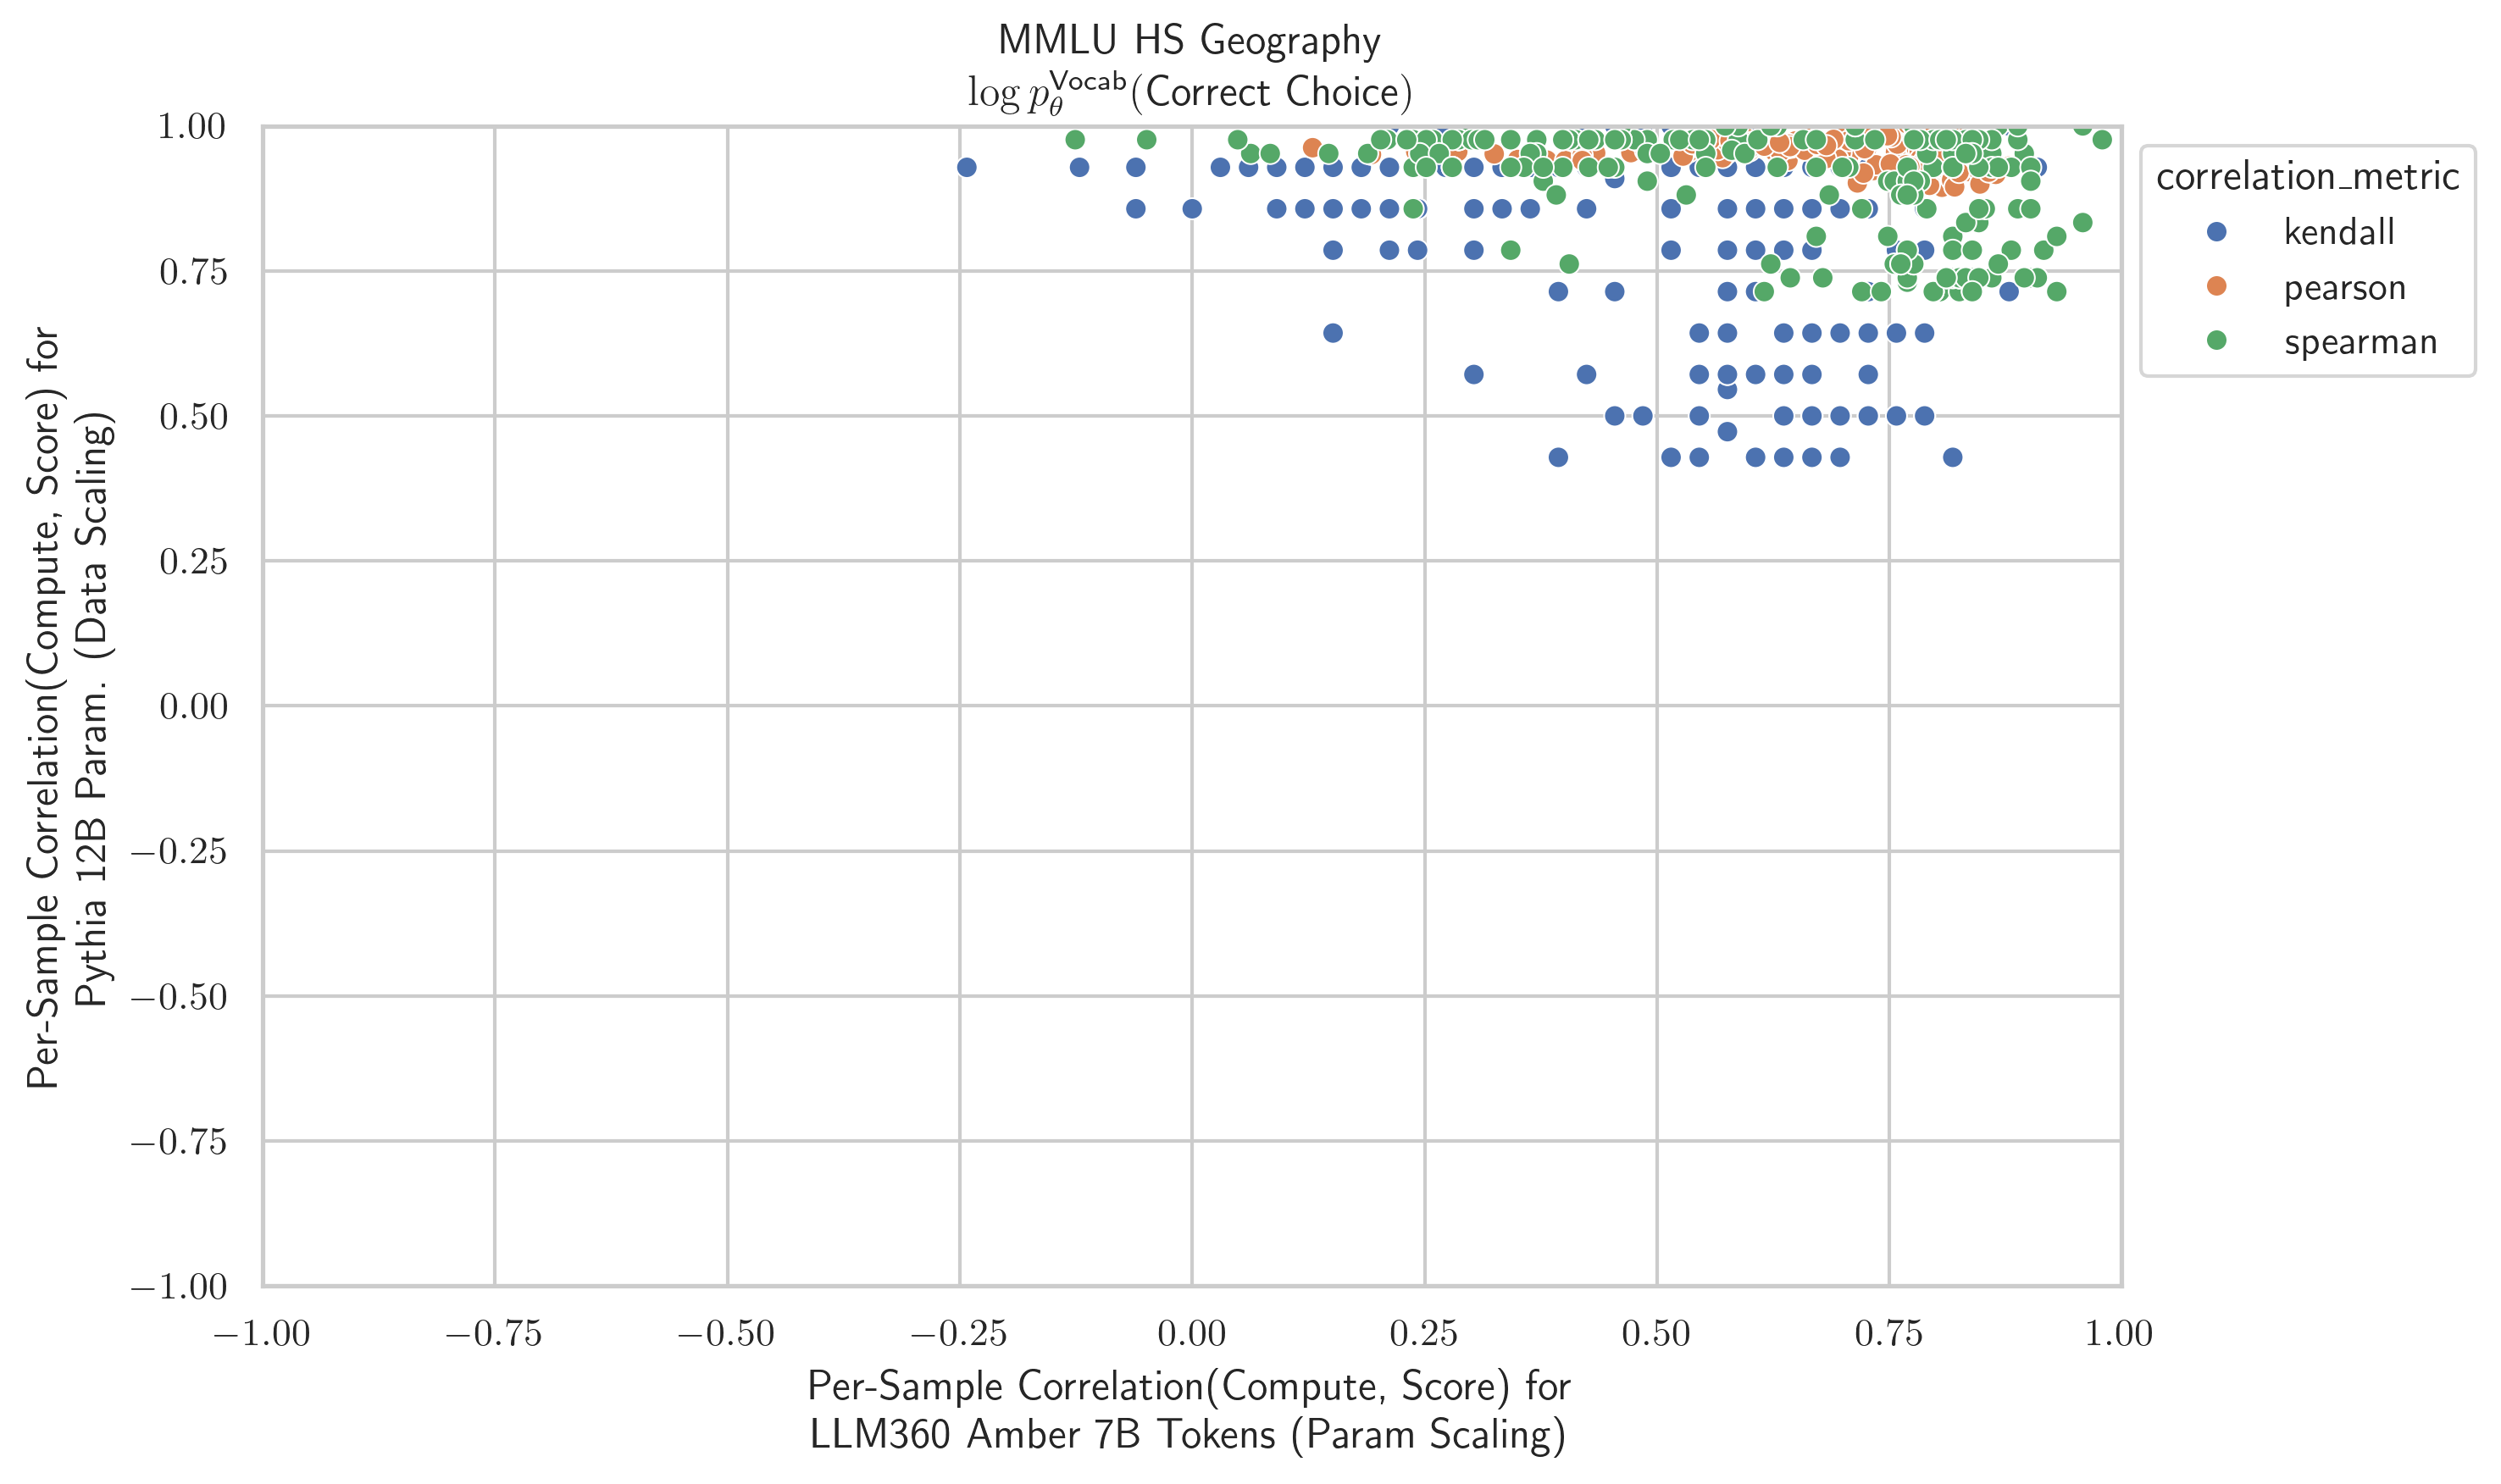 MMLU HS Geography
log p_θ^Vocab(Correct Choice)
1.00
0.75
0.50
0.25
0.00
−0.25
−0.50
−0.75
−1.00
Per-Sample Correlation(Compute, Score) for
Pythia 12B Param. (Data Scaling)
−1.00 −0.75 −0.50 −0.25 0.00 0.25 0.50 0.75 1.00
Per-Sample Correlation(Compute, Score) for
LLM360 Amber 7B Tokens (Param Scaling)
correlation_metric
kendall
pearson
spearman